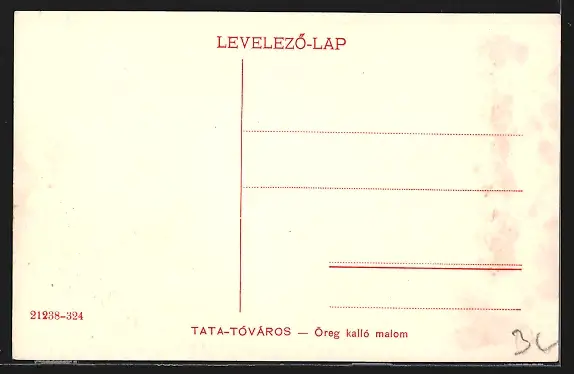 LEVELEZŐ-LAP
21238-324
TATA-TÓVÁROS — Öreg kalló malom